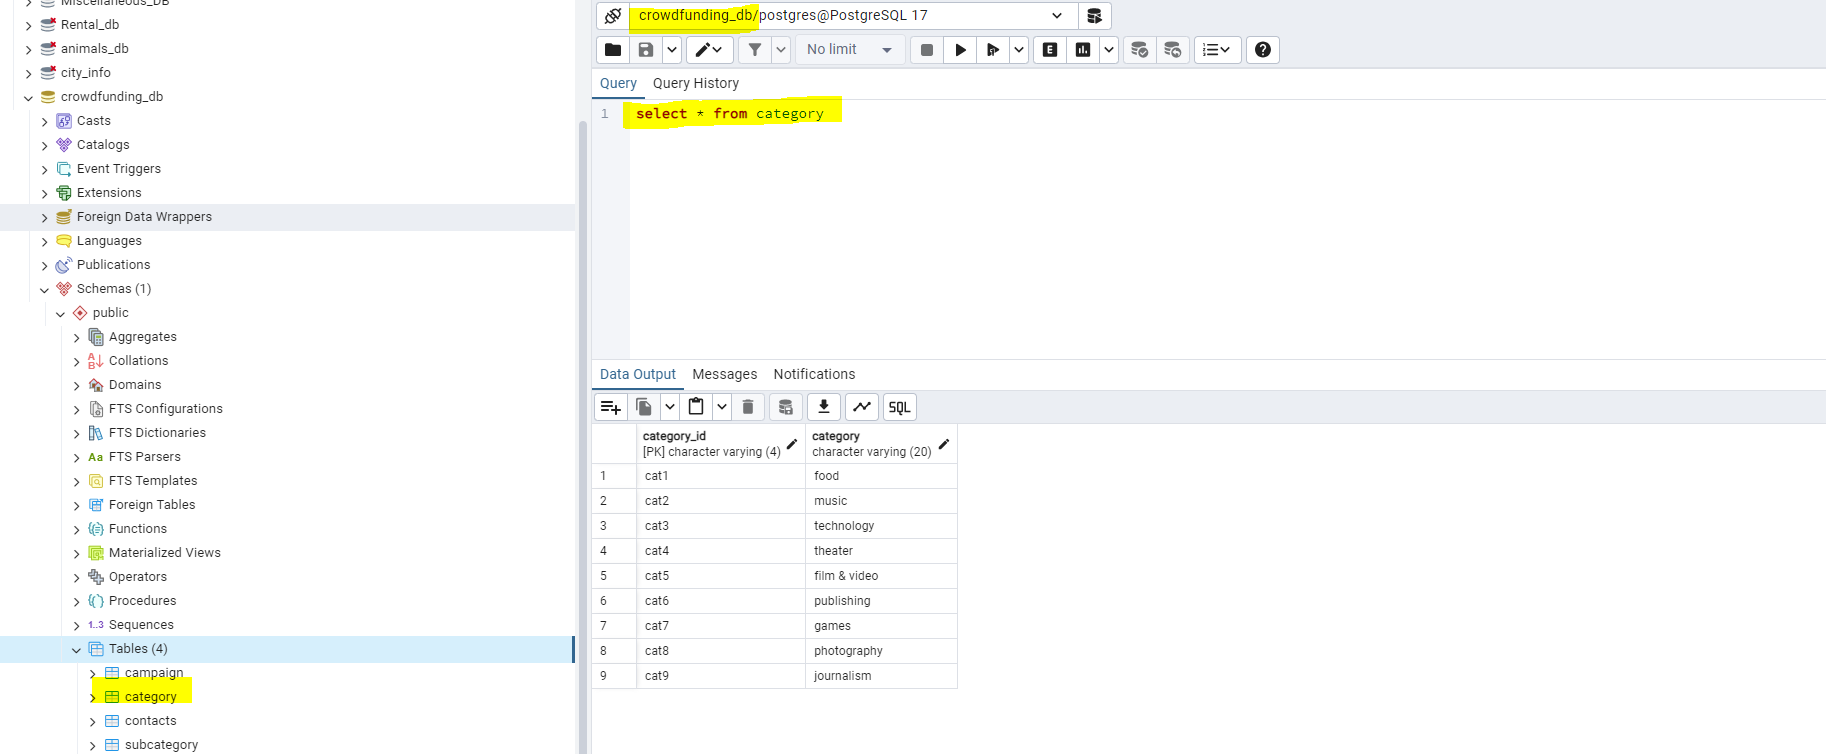 Miscellaneous_DB
Rental_db
animals_db
city_info
crowdfunding_db
Casts
Catalogs
Event Triggers
Extensions
Foreign Data Wrappers
Languages
Publications
Schemas (1)
public
Aggregates
A
B
Collations
Domains
FTS Configurations
FTS Dictionaries
Aa FTS Parsers
FTS Templates
Foreign Tables
Functions
Materialized Views
Operators
Procedures
1..3 Sequences
Tables (4)
campaign
category
contacts
subcategory
crowdfunding_db/postgres@PostgreSQL 17
No limit
E
Query Query History
1 select * from category
Data Output Messages Notifications
SQL
category_id category
[PK] character varying (4) character varying (20)
1 cat1 food
2 cat2 music
3 cat3 technology
4 cat4 theater
5 cat5 film & video
6 cat6 publishing
7 cat7 games
8 cat8 photography
9 cat9 journalism